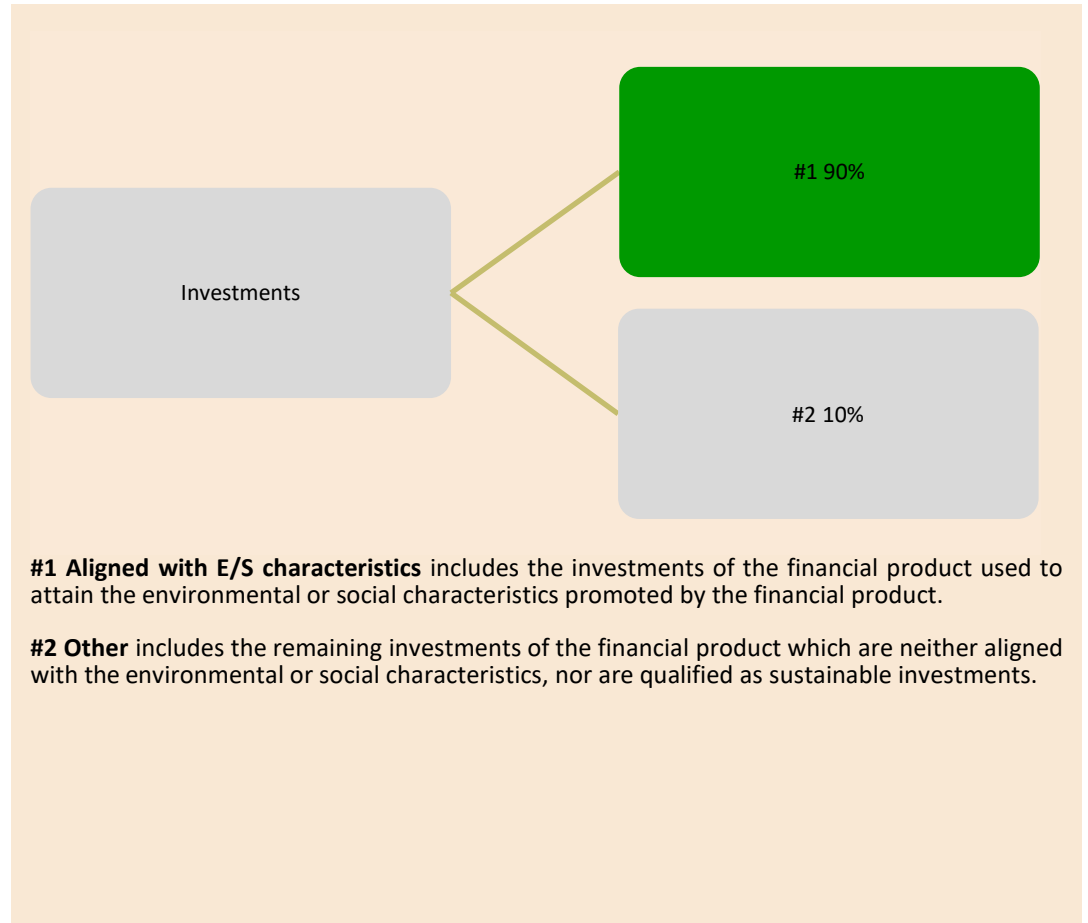 #1 90%
Investments
#2 10%
#1 Aligned with E/S characteristics includes the investments of the financial product used to
attain the environmental or social characteristics promoted by the financial product.
#2 Other includes the remaining investments of the financial product which are neither aligned
with the environmental or social characteristics, nor are qualified as sustainable investments.